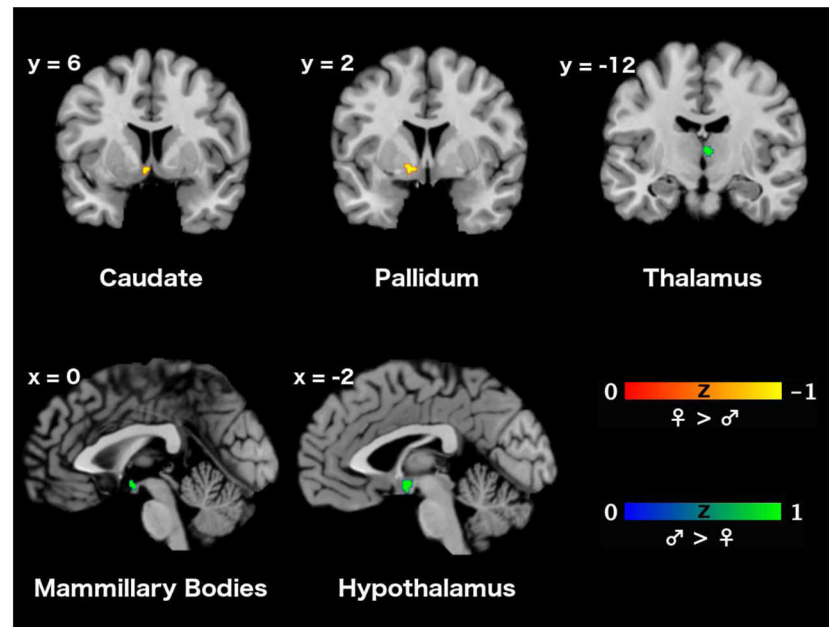 y = 6
y = 2
y = -12
Caudate
Pallidum
Thalamus
x = 0
x = -2
0 Z -1
♀ > ♂
0 Z 1
♂ > ♀
Mammillary Bodies
Hypothalamus